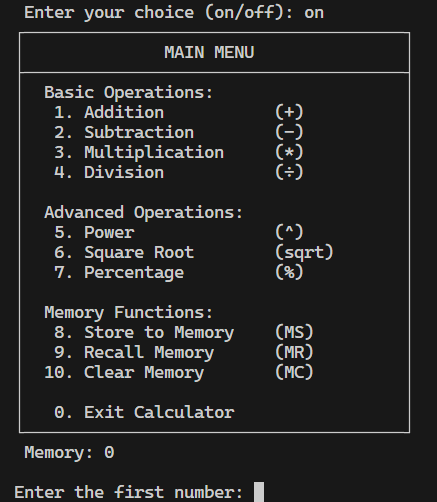 Enter your choice (on/off): on
MAIN MENU
Basic Operations:
1. Addition (+)
2. Subtraction (−)
3. Multiplication (*)
4. Division (÷)
Advanced Operations:
5. Power (^)
6. Square Root (sqrt)
7. Percentage (%)
Memory Functions:
8. Store to Memory (MS)
9. Recall Memory (MR)
10. Clear Memory (MC)
0. Exit Calculator
Memory: 0
Enter the first number: